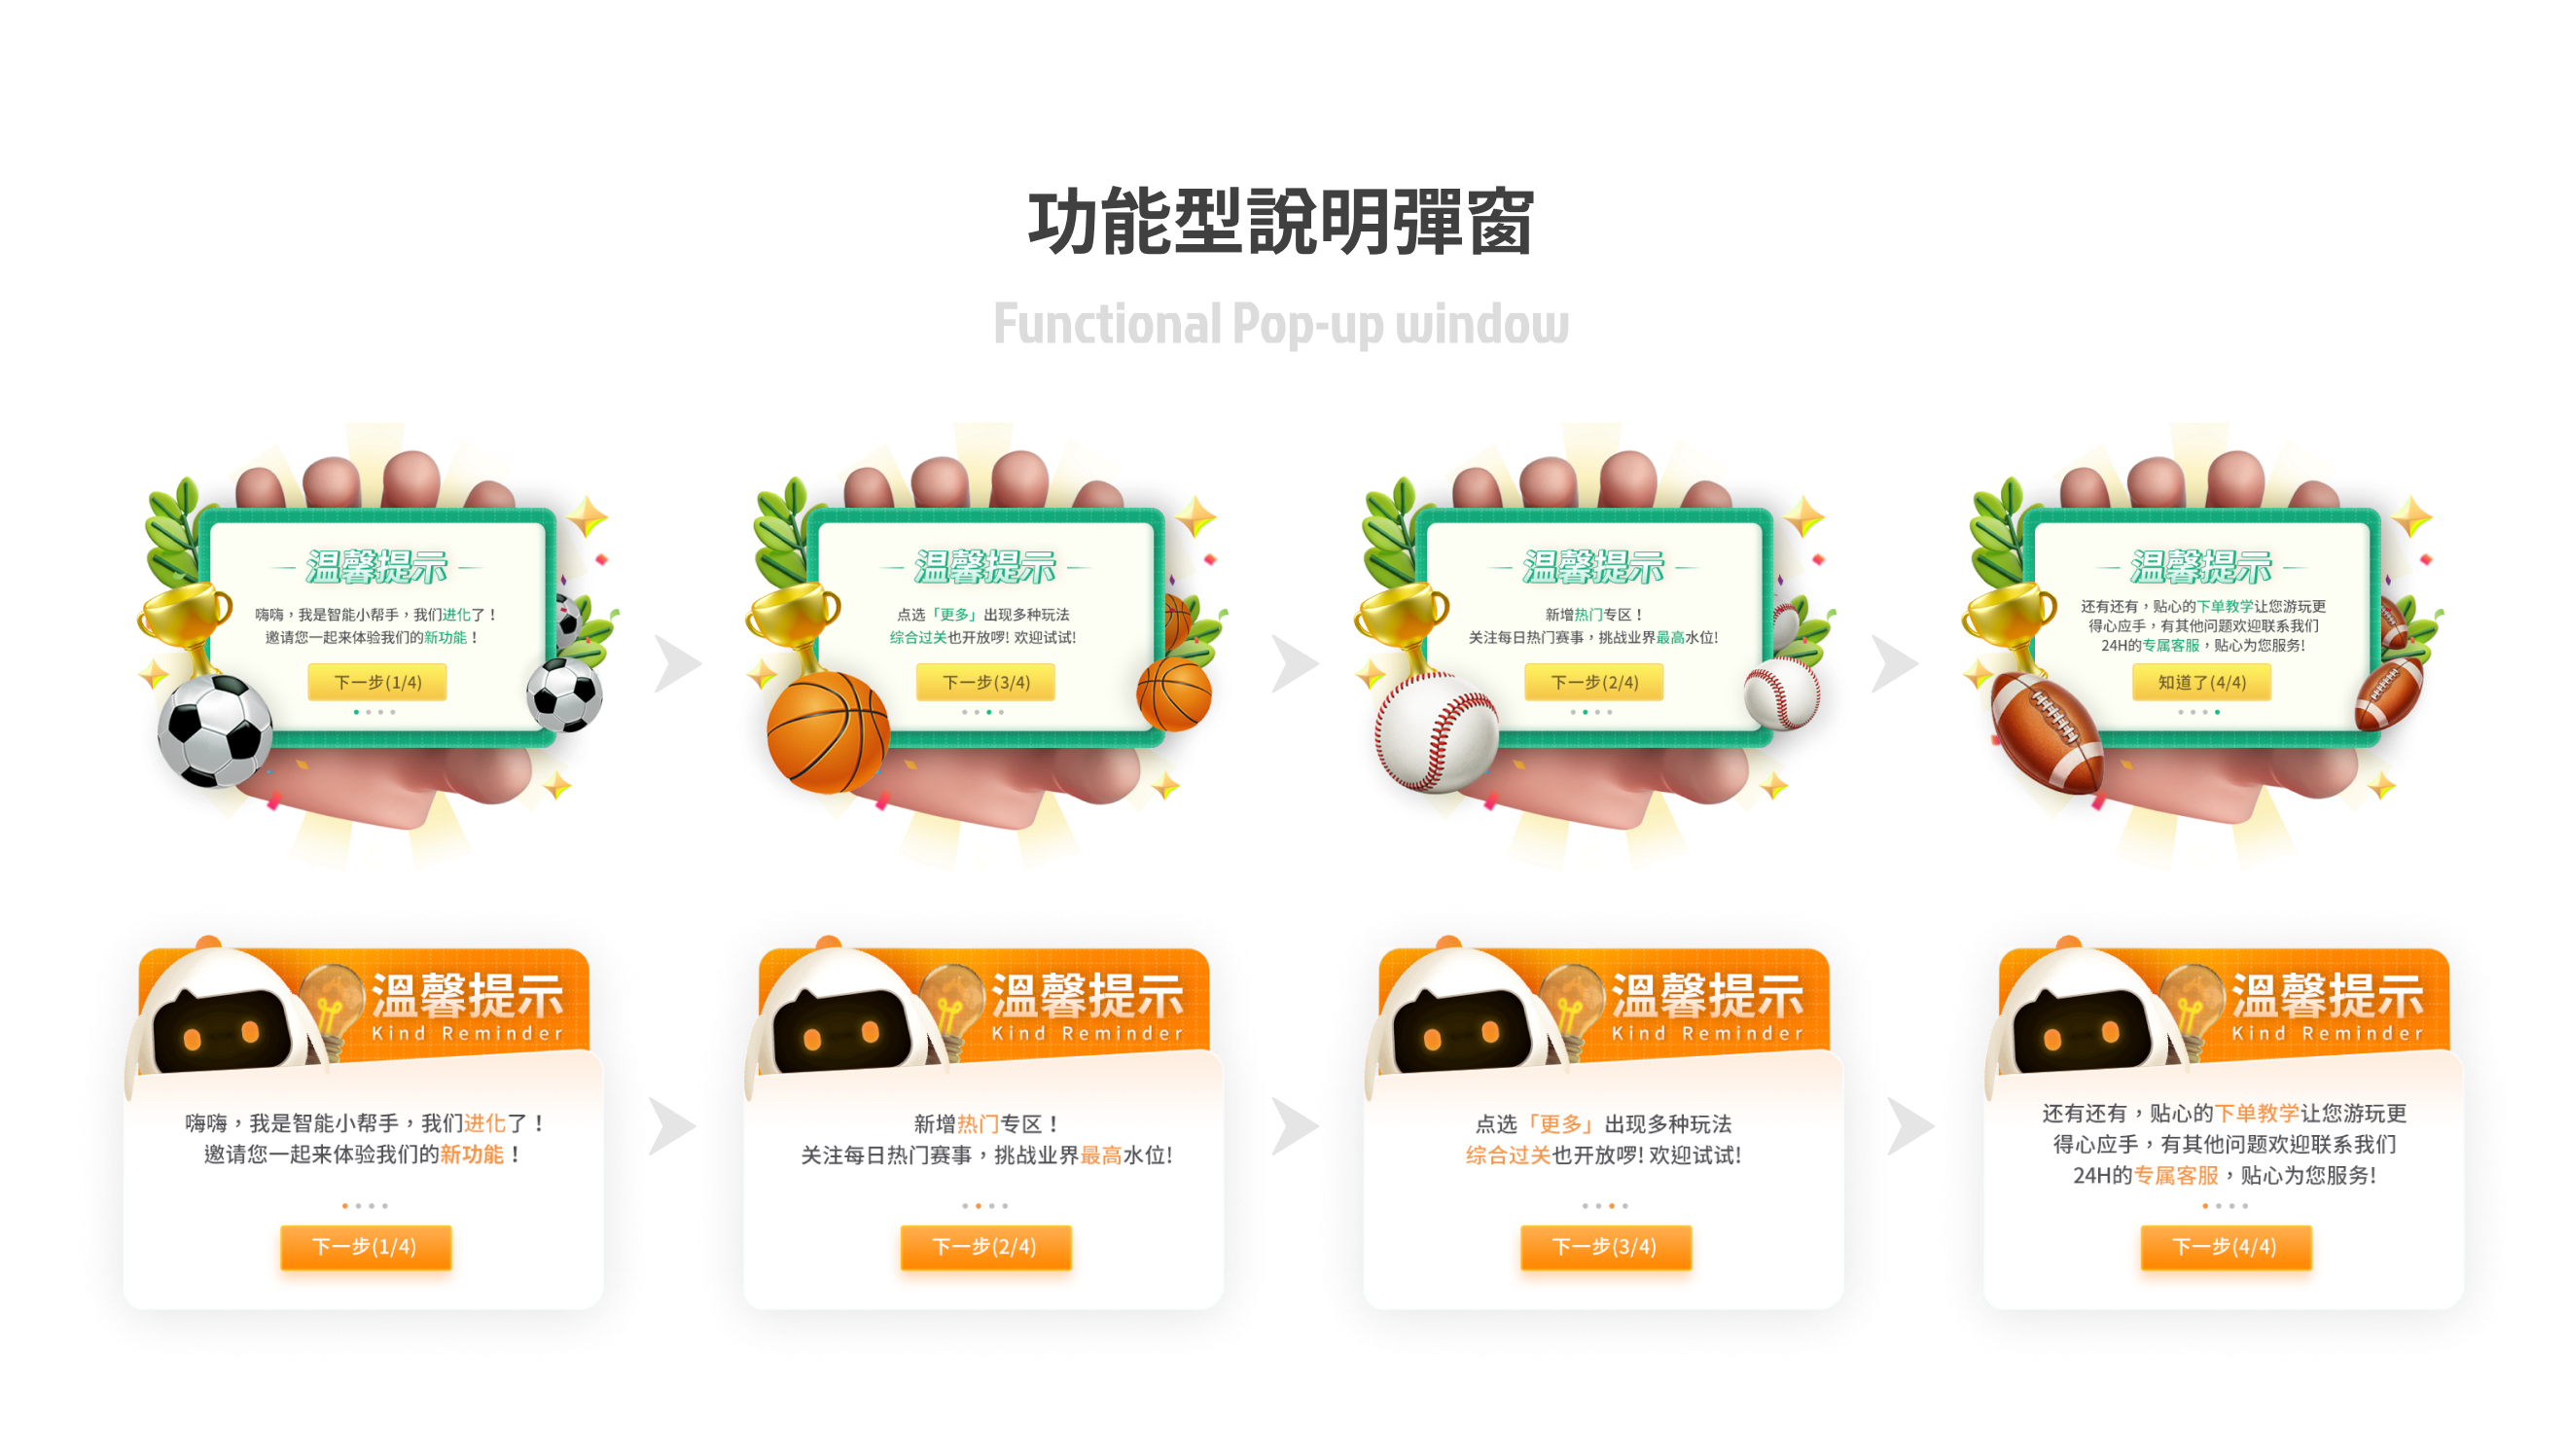 功能型說明彈窗
Functional Pop-up window
温馨提示
嗨嗨，我是智能小帮手，我们进化了！
邀请您一起来体验我们的新功能！
下一步(1/4)
温馨提示
点选「更多」出现多种玩法
综合过关也开放啰! 欢迎试试!
下一步(3/4)
温馨提示
新增热门专区！
关注每日热门赛事，挑战业界最高水位!
下一步(2/4)
温馨提示
还有还有，贴心的下单教学让您游玩更
得心应手，有其他问题欢迎联系我们
24H的专属客服，贴心为您服务!
知道了(4/4)
溫馨提示
Kind Reminder
嗨嗨，我是智能小帮手，我们进化了！
邀请您一起来体验我们的新功能！
下一步(1/4)
溫馨提示
Kind Reminder
新增热门专区！
关注每日热门赛事，挑战业界最高水位!
下一步(2/4)
溫馨提示
Kind Reminder
点选「更多」出现多种玩法
综合过关也开放啰! 欢迎试试!
下一步(3/4)
溫馨提示
Kind Reminder
还有还有，贴心的下单教学让您游玩更
得心应手，有其他问题欢迎联系我们
24H的专属客服，贴心为您服务!
下一步(4/4)